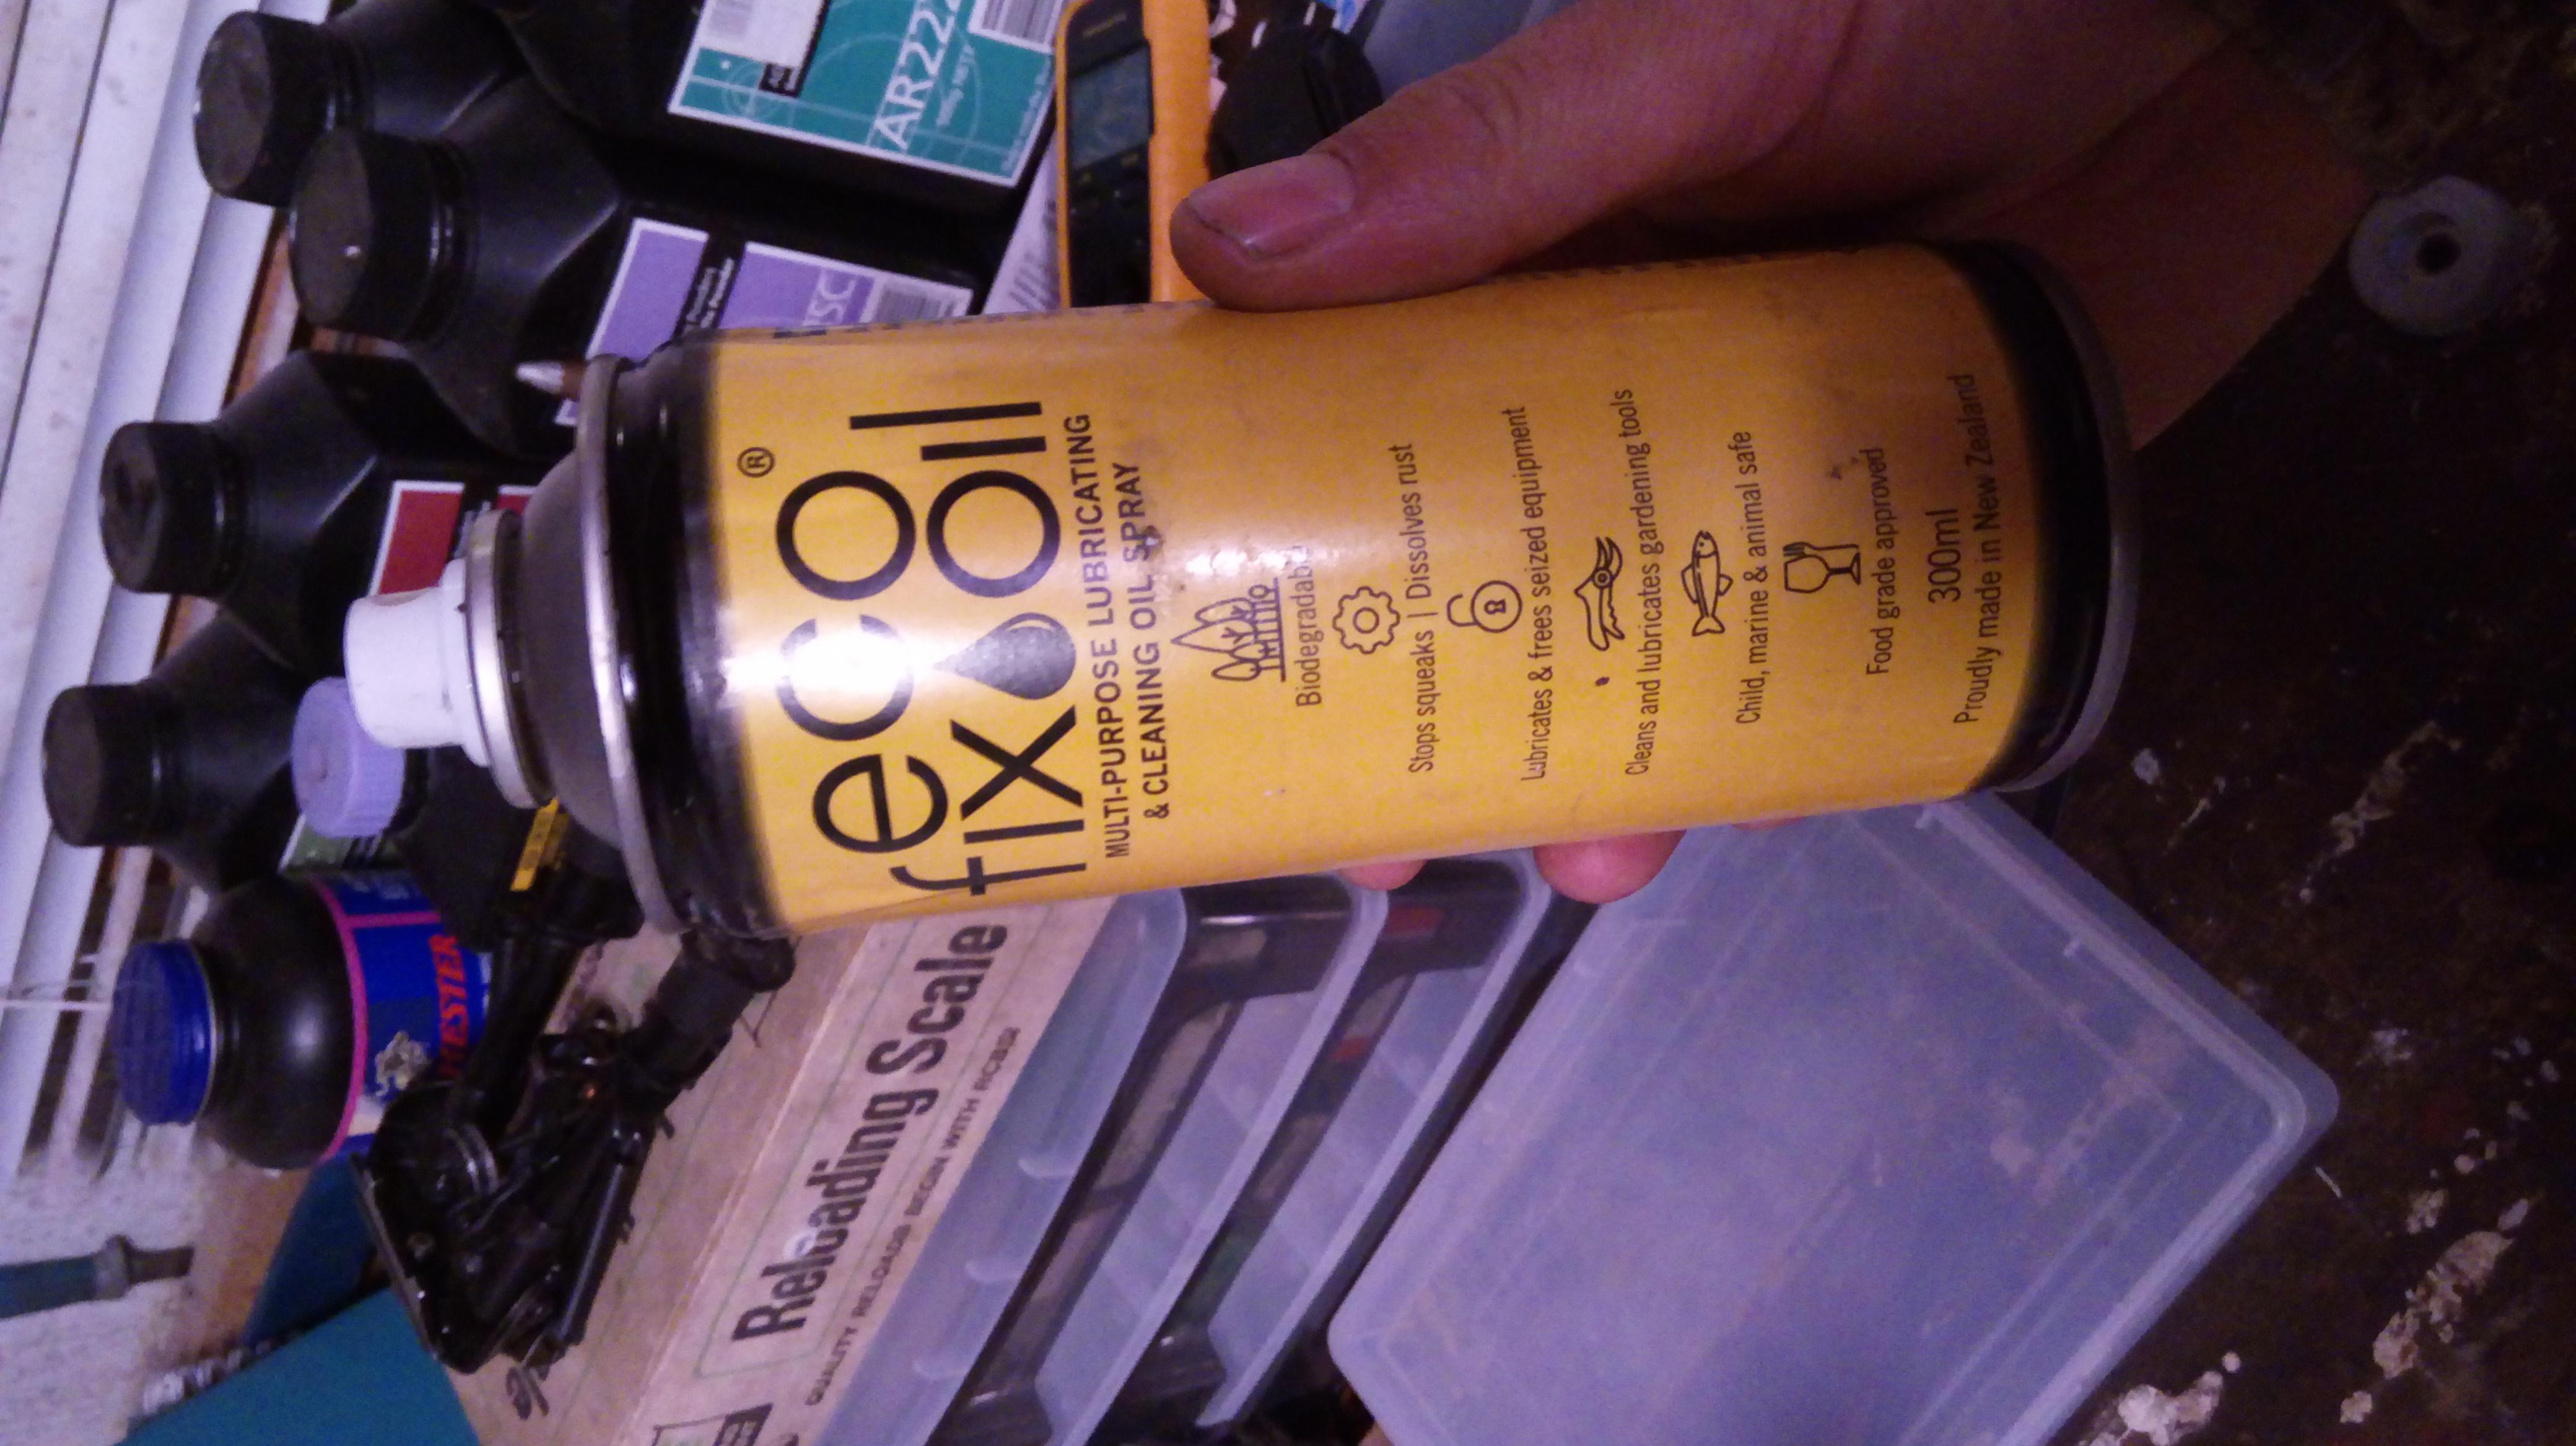 eco
fix oil
®
MULTI-PURPOSE LUBRICATING
& CLEANING OIL SPRAY
Biodegradable
Stops squeaks | Dissolves rust
Lubricates & frees seized equipment
Cleans and lubricates gardening tools
Child, marine & animal safe
Food grade approved
300ml
Proudly made in New Zealand
Reloading Scale
QUALITY RELOADS BEGIN WITH RCBS!